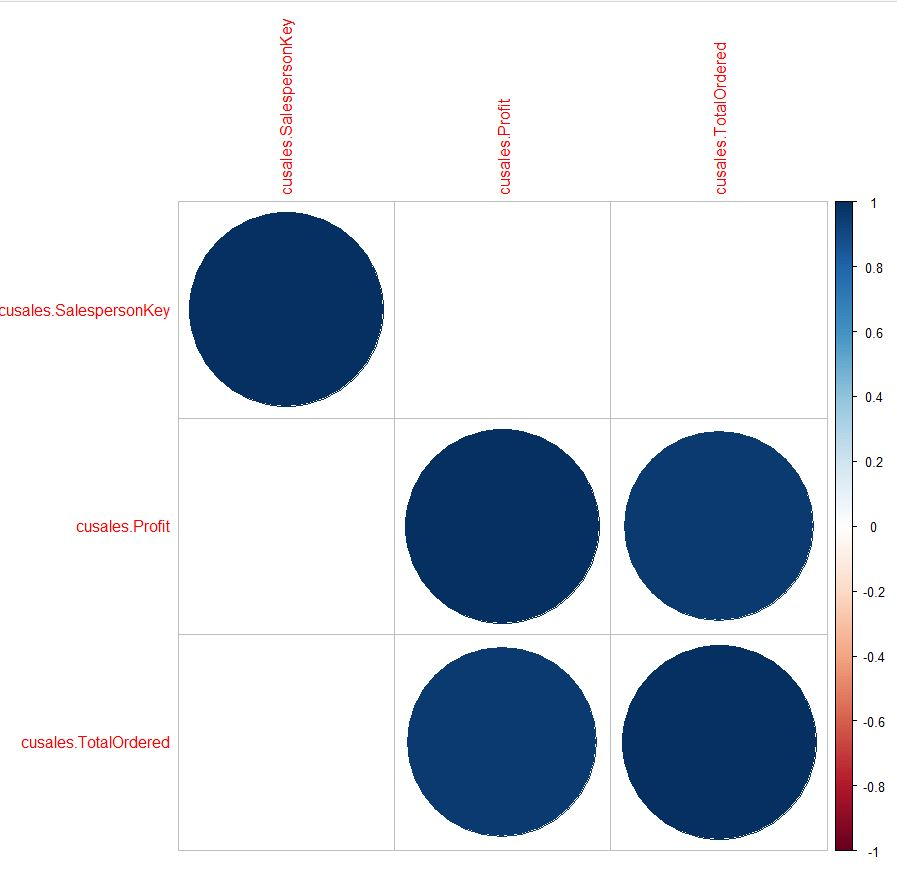 cusales.SalespersonKey
cusales.Profit
cusales.TotalOrdered
cusales.SalespersonKey
cusales.Profit
cusales.TotalOrdered
1
0.8
0.6
0.4
0.2
0
-0.2
-0.4
-0.6
-0.8
-1